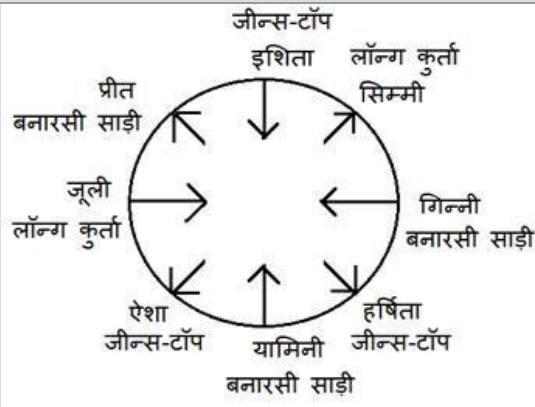 जीन्स-टॉप
इशिता
लॉन्ग कुर्ता
सिम्मी
प्रीत
बनारसी साड़ी
जूली
लॉन्ग कुर्ता
गिन्नी
बनारसी साड़ी
ऐशा
जीन्स-टॉप
यामिनी
बनारसी साड़ी
हर्षिता
जीन्स-टॉप